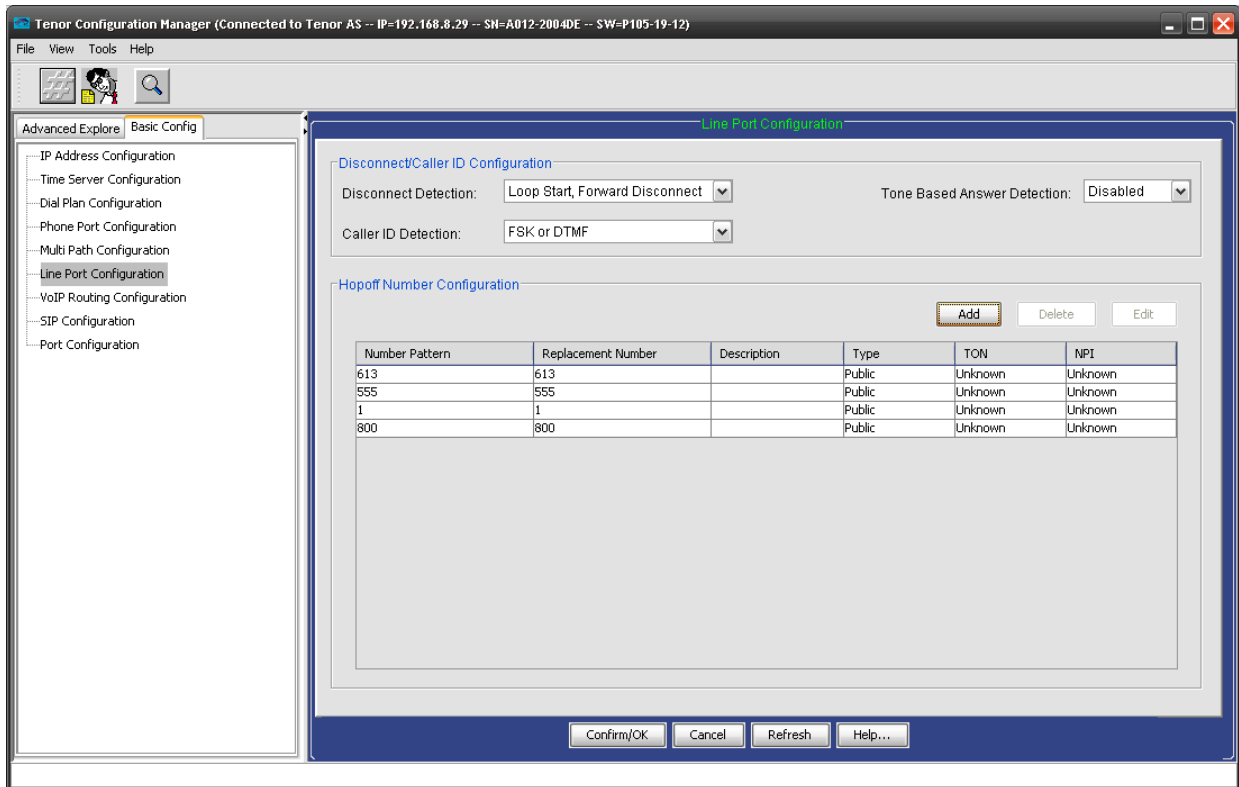 Tenor Configuration Manager (Connected to Tenor AS -- IP=192.168.8.29 -- SN=A012-2004DE -- SW=P105-19-12)
File View Tools Help
Advanced Explore Basic Config
IP Address Configuration
Time Server Configuration
Dial Plan Configuration
Phone Port Configuration
Multi Path Configuration
Line Port Configuration
VoIP Routing Configuration
SIP Configuration
Port Configuration
Line Port Configuration
Disconnect/Caller ID Configuration
Disconnect Detection: Loop Start, Forward Disconnect Tone Based Answer Detection: Disabled
Caller ID Detection: FSK or DTMF
Hopoff Number Configuration
Add Delete Edit
Number Pattern Replacement Number Description Type TON NPI
613 613 Public Unknown Unknown
555 555 Public Unknown Unknown
1 1 Public Unknown Unknown
800 800 Public Unknown Unknown
Confirm/OK Cancel Refresh Help...